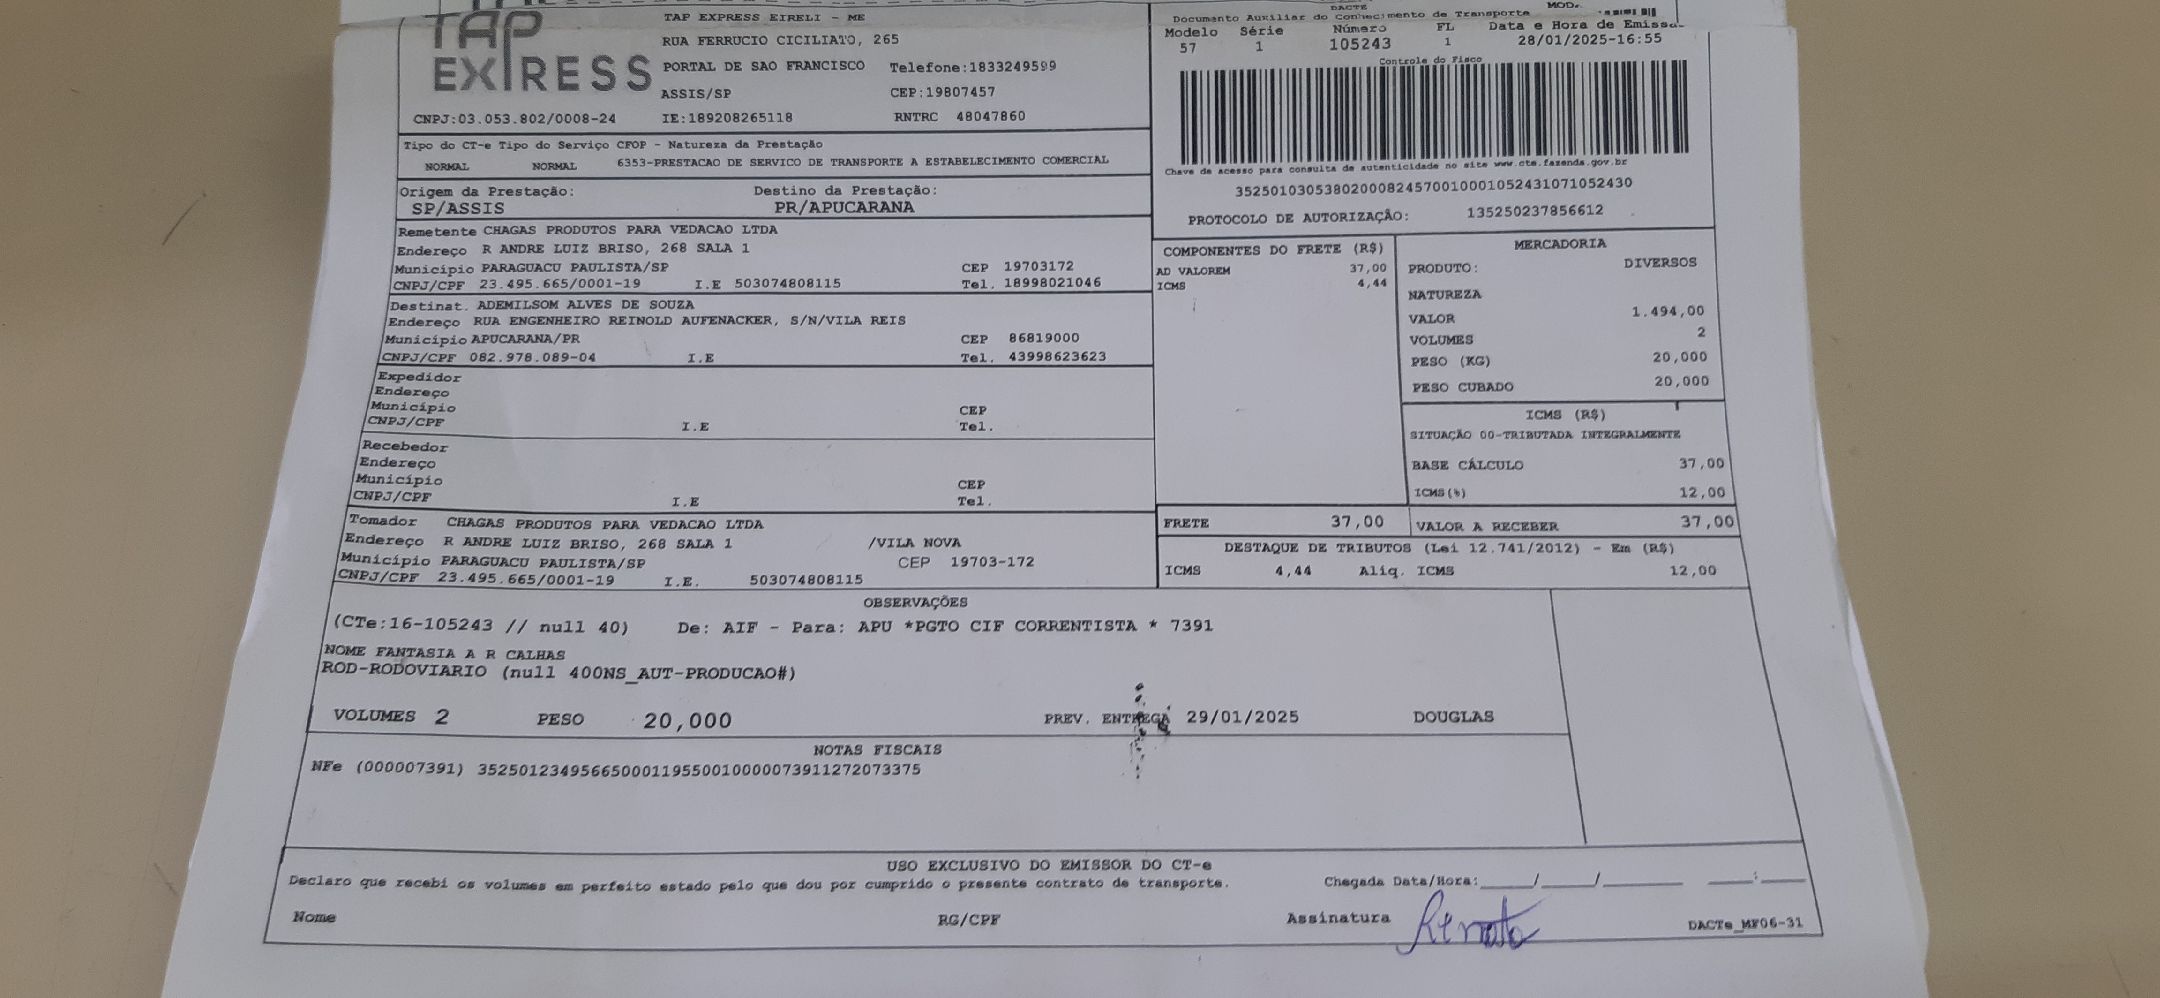 TAP EXPRESS
TAP EXPRESS EIRELI - ME
RUA FERRUCIO CICILIATO, 265
PORTAL DE SAO FRANCISCO Telefone:1833249599
ASSIS/SP CEP:19807457
CNPJ:03.053.802/0008-24 IE:189208265118 RNTRC 48047860
DACTE
Documento Auxiliar do Conhecimento de Transporte
Modelo Série Número FL Data e Hora de Emissa
57 1 105243 1 28/01/2025-16:55
Controle do Fisco
Chave de acesso para consulta de autenticidade no site www.cte.fazenda.gov.br
35250103053802000824570010001052431071052430
PROTOCOLO DE AUTORIZAÇÃO: 135250237856612
Tipo do CT-e Tipo do Serviço CFOP - Natureza da Prestação
NORMAL NORMAL 6353-PRESTACAO DE SERVICO DE TRANSPORTE A ESTABELECIMENTO COMERCIAL
Origem da Prestação: Destino da Prestação:
SP/ASSIS PR/APUCARANA
Remetente CHAGAS PRODUTOS PARA VEDACAO LTDA
Endereço R ANDRE LUIZ BRISO, 268 SALA 1
Município PARAGUACU PAULISTA/SP CEP 19703172
CNPJ/CPF 23.495.665/0001-19 I.E 503074808115 Tel. 18998021046
Destinat. ADEMILSOM ALVES DE SOUZA
Endereço RUA ENGENHEIRO REINOLD AUFENACKER, S/N/VILA REIS
Município APUCARANA/PR CEP 86819000
CNPJ/CPF 082.978.089-04 I.E Tel. 43998623623
Expedidor
Endereço
Município CEP
CNPJ/CPF I.E Tel.
Recebedor
Endereço
Município CEP
CNPJ/CPF I.E Tel.
Tomador CHAGAS PRODUTOS PARA VEDACAO LTDA
Endereço R ANDRE LUIZ BRISO, 268 SALA 1 /VILA NOVA
Município PARAGUACU PAULISTA/SP CEP 19703-172
CNPJ/CPF 23.495.665/0001-19 I.E. 503074808115
COMPONENTES DO FRETE (R$)
AD VALOREM 37,00
ICMS 4,44
MERCADORIA
PRODUTO: DIVERSOS
NATUREZA
VALOR 1.494,00
VOLUMES 2
PESO (KG) 20,000
PESO CUBADO 20,000
ICMS (R$)
SITUAÇÃO 00-TRIBUTADA INTEGRALMENTE
BASE CÁLCULO 37,00
ICMS(%) 12,00
FRETE 37,00 VALOR A RECEBER 37,00
DESTAQUE DE TRIBUTOS (Lei 12.741/2012) - Em (R$)
ICMS 4,44 Aliq. ICMS 12,00
OBSERVAÇÕES
(CTe:16-105243 // null 40) De: AIF - Para: APU *PGTO CIF CORRENTISTA * 7391
NOME FANTASIA A R CALHAS
ROD-RODOVIARIO (null 400NS_AUT-PRODUCAO#)
VOLUMES 2 PESO 20,000 PREV. ENTREGA 29/01/2025 DOUGLAS
NOTAS FISCAIS
NFe (000007391) 35250123495665000119550010000073911272073375
USO EXCLUSIVO DO EMISSOR DO CT-e
Declaro que recebi os volumes em perfeito estado pelo que dou por cumprido o presente contrato de transporte. Chegada Data/Hora:_____/_____/_______ ____:____
Nome RG/CPF Assinatura Renato DACTe_MF06-31